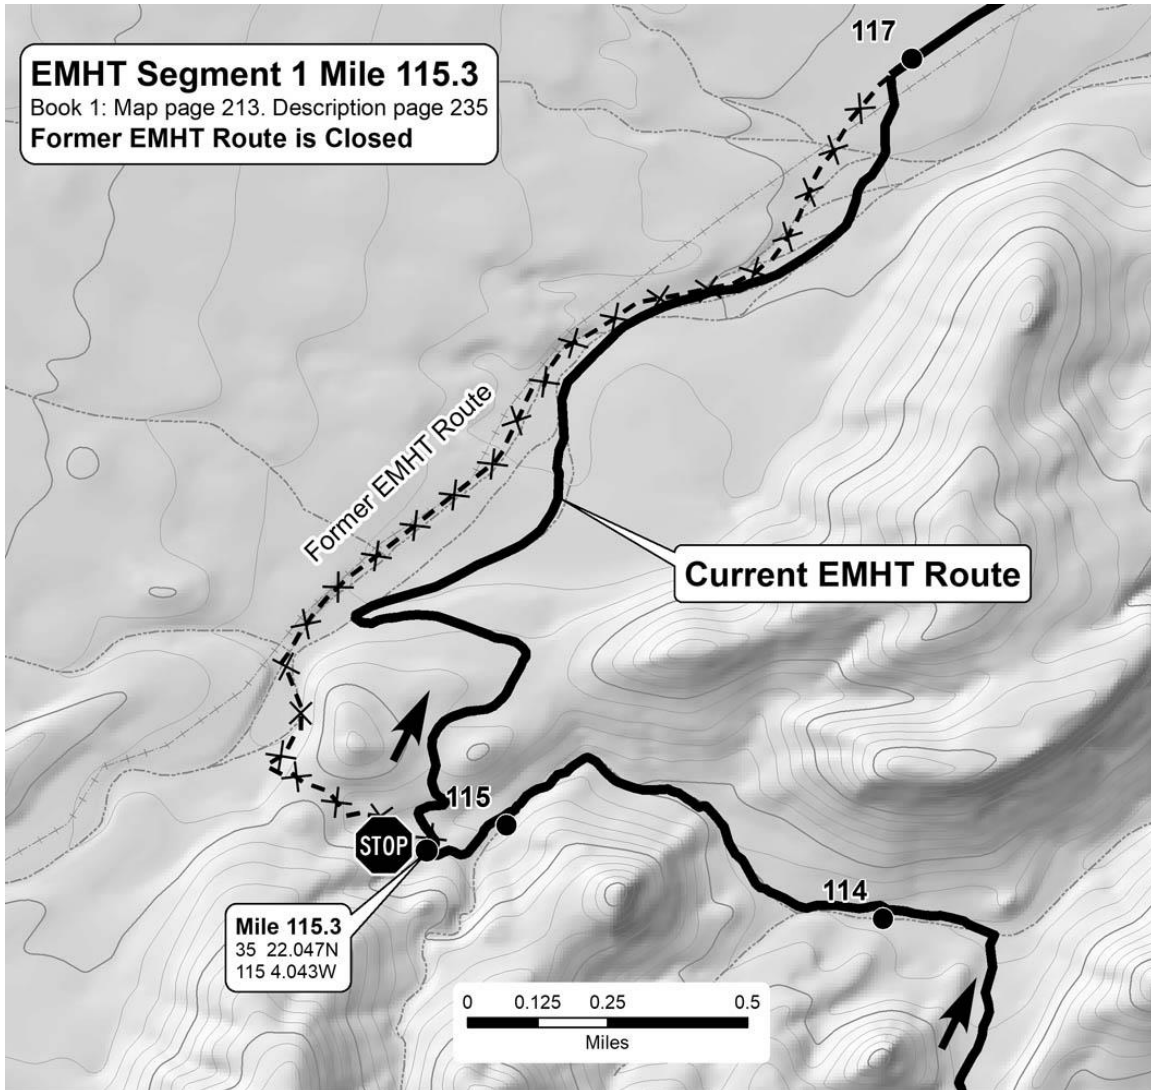 EMHT Segment 1 Mile 115.3
Book 1: Map page 213. Description page 235
Former EMHT Route is Closed
117
Former EMHT Route
Current EMHT Route
115
STOP
114
Mile 115.3
35 22.047N
115 4.043W
0 0.125 0.25 0.5
Miles